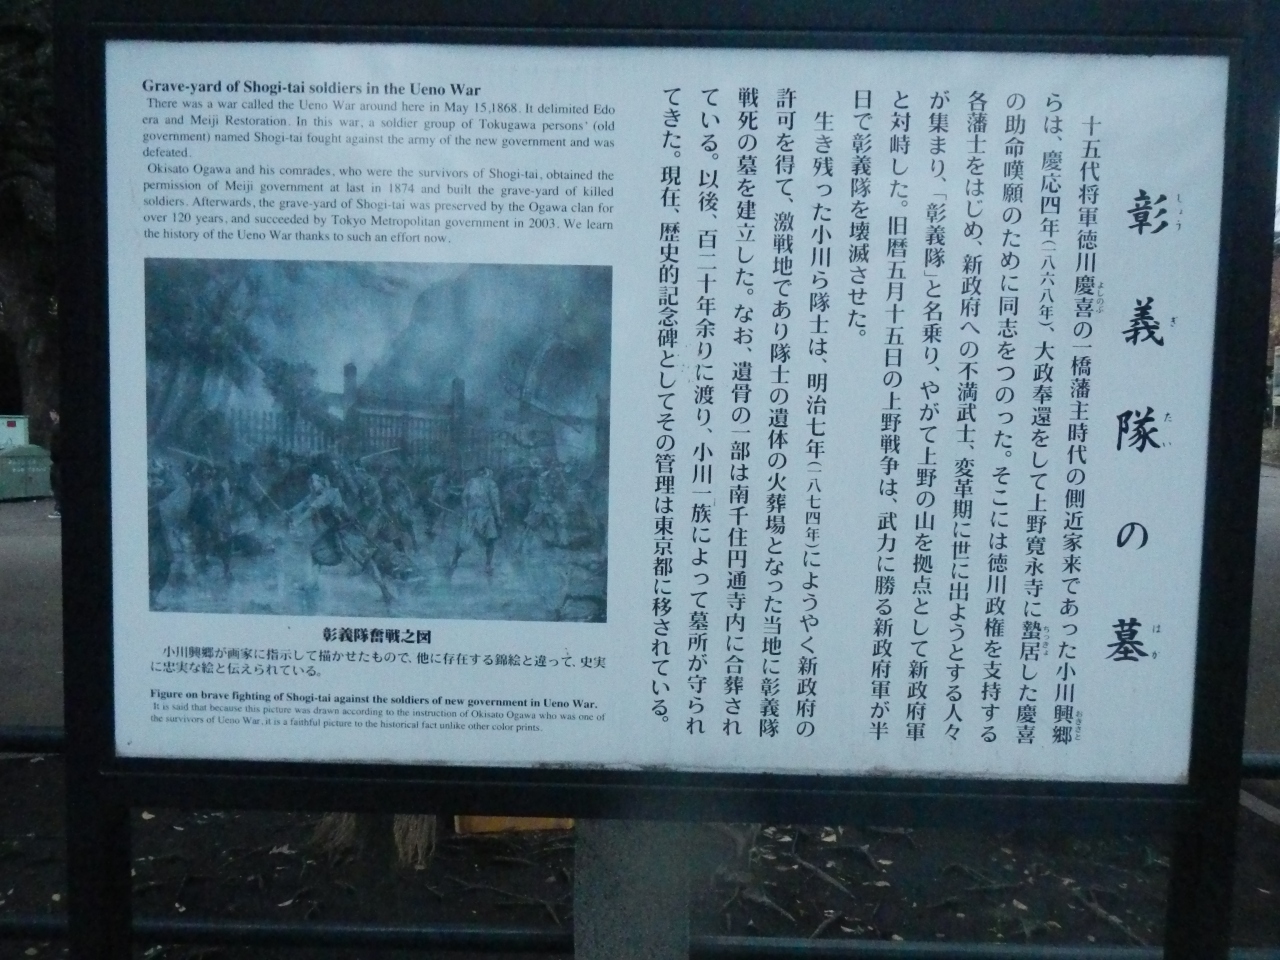 彰義隊の墓
十五代将軍徳川慶喜の一橋藩主時代の側近家来であった小川興郷
らは、慶応四年(一八六八年)、大政奉還をして上野寛永寺に蟄居した慶喜
の助命嘆願のために同志をつのった。そこには徳川政権を支持する
各藩士をはじめ、新政府への不満武士、変革期に世に出ようとする人々
が集まり、「彰義隊」と名乗り、やがて上野の山を拠点として新政府軍
と対峙した。旧暦五月十五日の上野戦争は、武力に勝る新政府軍が半
日で彰義隊を壊滅させた。
生き残った小川ら隊士は、明治七年(一八七四年)にようやく新政府の
許可を得て、激戦地であり隊士の遺体の火葬場となった当地に彰義隊
戦死の墓を建立した。なお、遺骨の一部は南千住円通寺内に合葬され
ている。以後、百二十年余りに渡り、小川一族によって墓所が守られ
てきた。現在、歴史的記念碑としてその管理は東京都に移されている。
Grave-yard of Shogi-tai soldiers in the Ueno War
There was a war called the Ueno War around here in May 15,1868. It delimited Edo
era and Meiji Restoration. In this war, a soldier group of Tokugawa persons' (old
government) named Shogi-tai fought against the army of the new government and was
defeated.
Okisato Ogawa and his comrades, who were the survivors of Shogi-tai, obtained the
permission of Meiji government at last in 1874 and built the grave-yard of killed
soldiers. Afterwards, the grave-yard of Shogi-tai was preserved by the Ogawa clan for
over 120 years, and succeeded by Tokyo Metropolitan government in 2003. We learn
the history of the Ueno War thanks to such an effort now.
彰義隊奮戦之図
小川興郷が画家に指示して描かせたもので、他に存在する錦絵と違って、史実
に忠実な絵と伝えられている。
Figure on brave fighting of Shogi-tai against the soldiers of new government in Ueno War.
It is said that because this picture was drawn according to the instruction of Okisato Ogawa who was one of
the survivors of Ueno War, it is a faithful picture to the historical fact unlike other color prints.